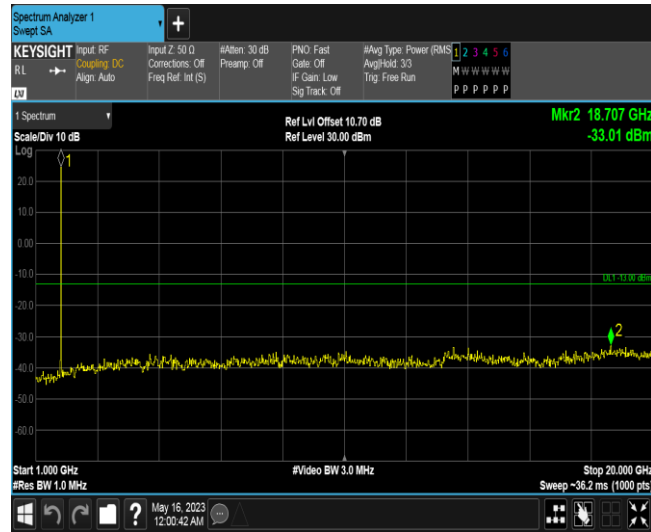 Spectrum Analyzer 1
Swept SA
+
KEYSIGHT
RL
LXI
Input: RF
Coupling: DC
Align: Auto
Input Z: 50 Ω
Corrections: Off
Freq Ref: Int (S)
#Atten: 30 dB
Preamp: Off
PNO: Fast
Gate: Off
IF Gain: Low
Sig Track: Off
#Avg Type: Power (RMS
Avg|Hold: 3/3
Trig: Free Run
1 2 3 4 5 6
M W W W W W
P P P P P P
1 Spectrum
Scale/Div 10 dB
Ref Lvl Offset 10.70 dB
Ref Level 30.00 dBm
Mkr2 18.707 GHz
-33.01 dBm
Log
1
20.0
10.0
0.00
-10.0
DL1 -13.00 dBm
-20.0
-30.0
2
-40.0
-50.0
-60.0
Start 1.000 GHz
#Res BW 1.0 MHz
#Video BW 3.0 MHz
Stop 20.000 GHz
Sweep ~36.2 ms (1000 pts)
?
May 16, 2023
12:00:42 AM